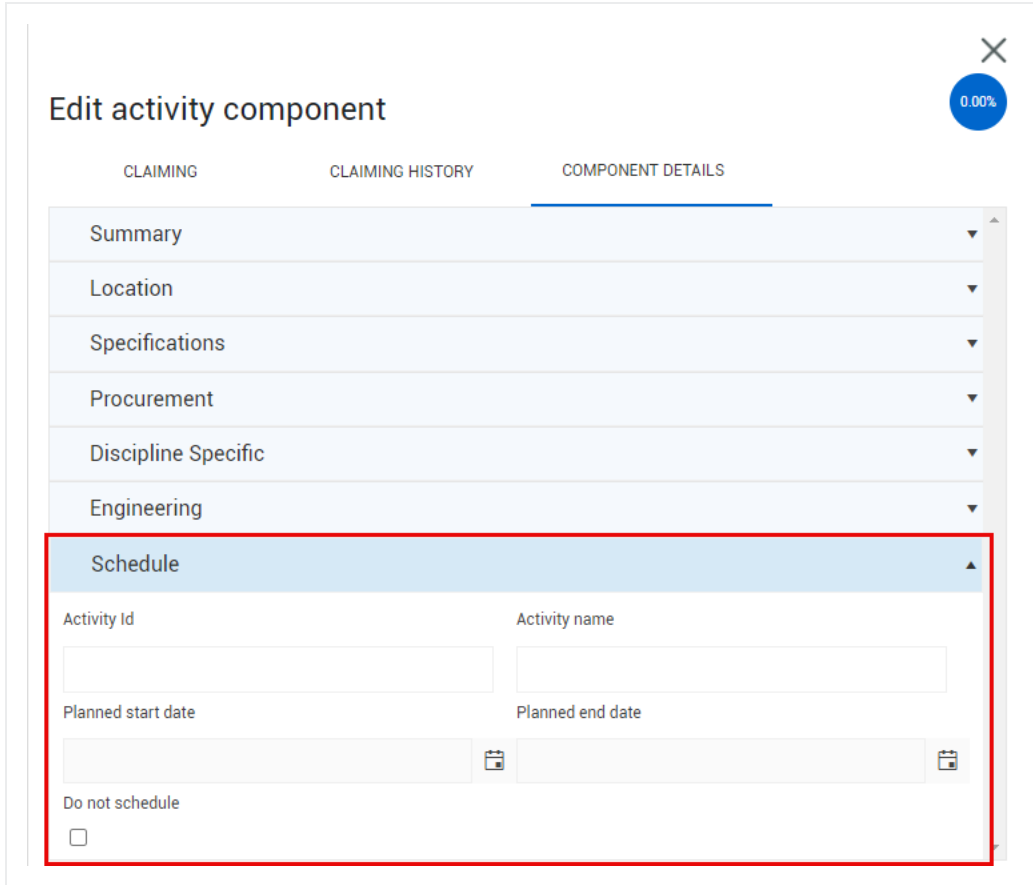 Edit activity component
0.00%
CLAIMING CLAIMING HISTORY COMPONENT DETAILS
Summary
Location
Specifications
Procurement
Discipline Specific
Engineering
Schedule
Activity Id Activity name
Planned start date Planned end date
Do not schedule